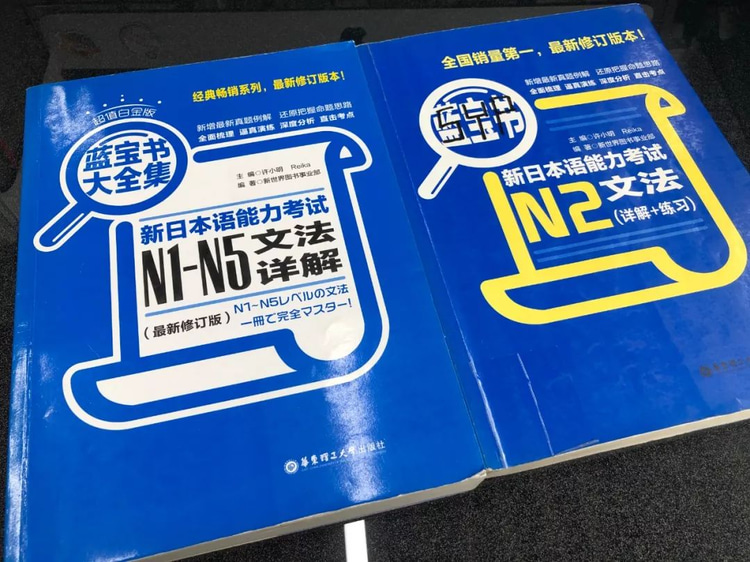 经典畅销系列，最新修订版本！
超值白金版
新增最新真题例解 还原把握命题思路
全面梳理 逼真演练 深度分析 直击考点
蓝宝书
大全集
主 编◎许小明 Reika
编 著◎新世界图书事业部
新日本语能力考试
N1-N5文法
详解
（最新修订版）
N1~N5レベルの文法
一冊で完全マスター！
华东理工大学出版社
全国销量第一，最新修订版本！
新增最新真题例解 还原把握命题思路
全面梳理 逼真演练 深度分析 直击考点
蓝宝书
主 编◎许小明 Reika
编 著◎新世界图书事业部
新日本语能力考试
N2文法
（详解+练习）